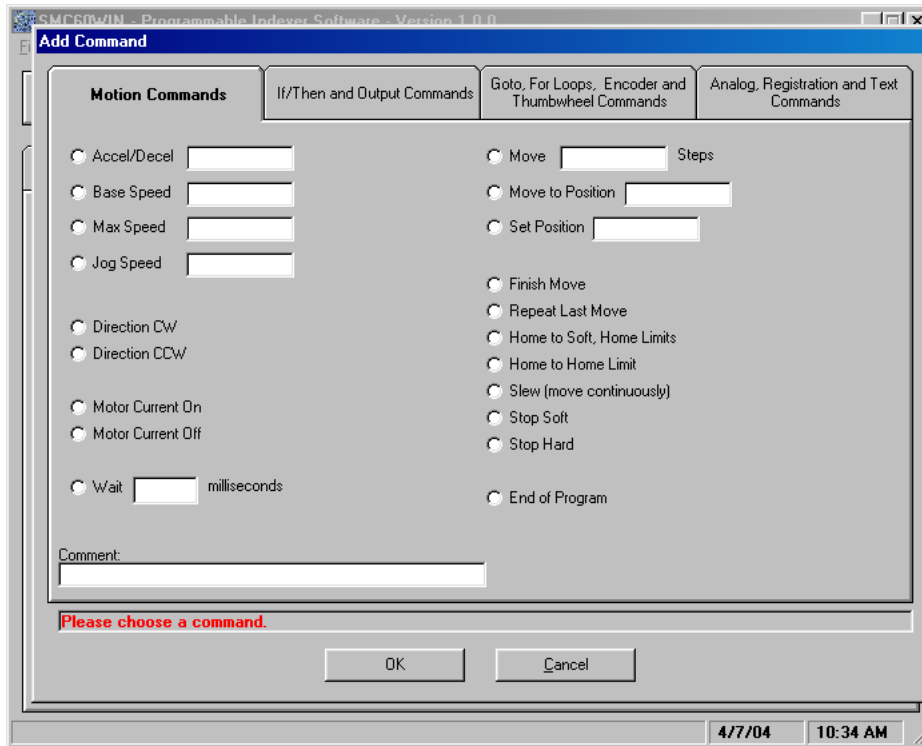 SMC60WIN - Programmable Indexer Software - Version 1.0.0
Add Command
Motion Commands
If/Then and Output Commands
Goto, For Loops, Encoder and
Thumbwheel Commands
Analog, Registration and Text
Commands
Accel/Decel
Base Speed
Max Speed
Jog Speed
Direction CW
Direction CCW
Motor Current On
Motor Current Off
Wait milliseconds
Move Steps
Move to Position
Set Position
Finish Move
Repeat Last Move
Home to Soft, Home Limits
Home to Home Limit
Slew (move continuously)
Stop Soft
Stop Hard
End of Program
Comment:
Please choose a command.
OK
Cancel
4/7/04
10:34 AM